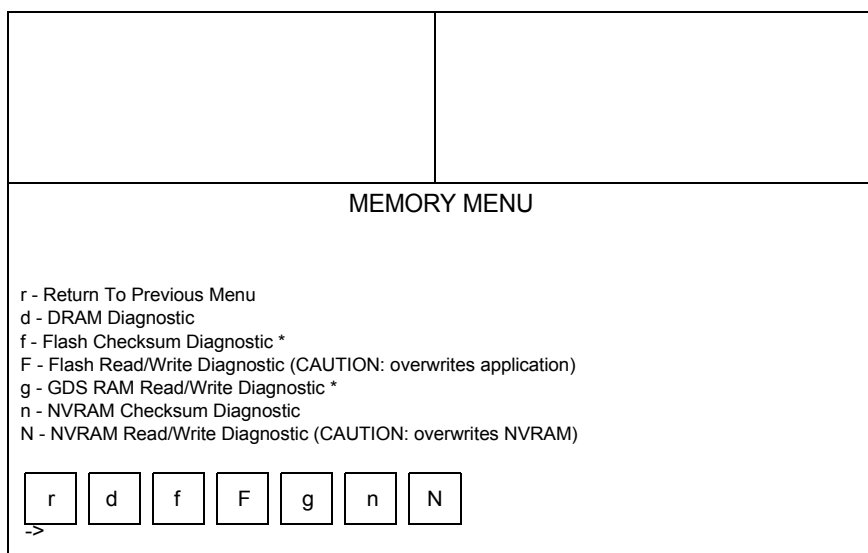 MEMORY MENU
r - Return To Previous Menu
d - DRAM Diagnostic
f - Flash Checksum Diagnostic *
F - Flash Read/Write Diagnostic (CAUTION: overwrites application)
g - GDS RAM Read/Write Diagnostic *
n - NVRAM Checksum Diagnostic
N - NVRAM Read/Write Diagnostic (CAUTION: overwrites NVRAM)
r d f F g n N
->